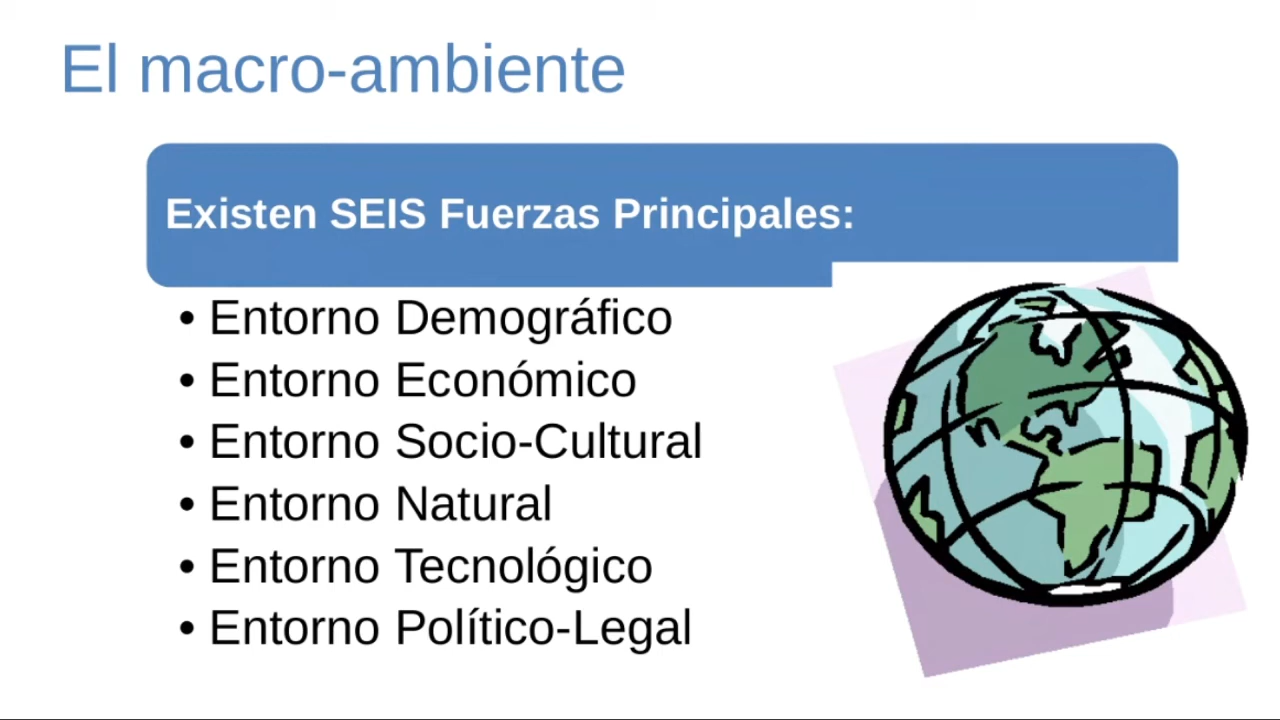 El macro-ambiente
Existen SEIS Fuerzas Principales:
• Entorno Demográfico
• Entorno Económico
• Entorno Socio-Cultural
• Entorno Natural
• Entorno Tecnológico
• Entorno Político-Legal